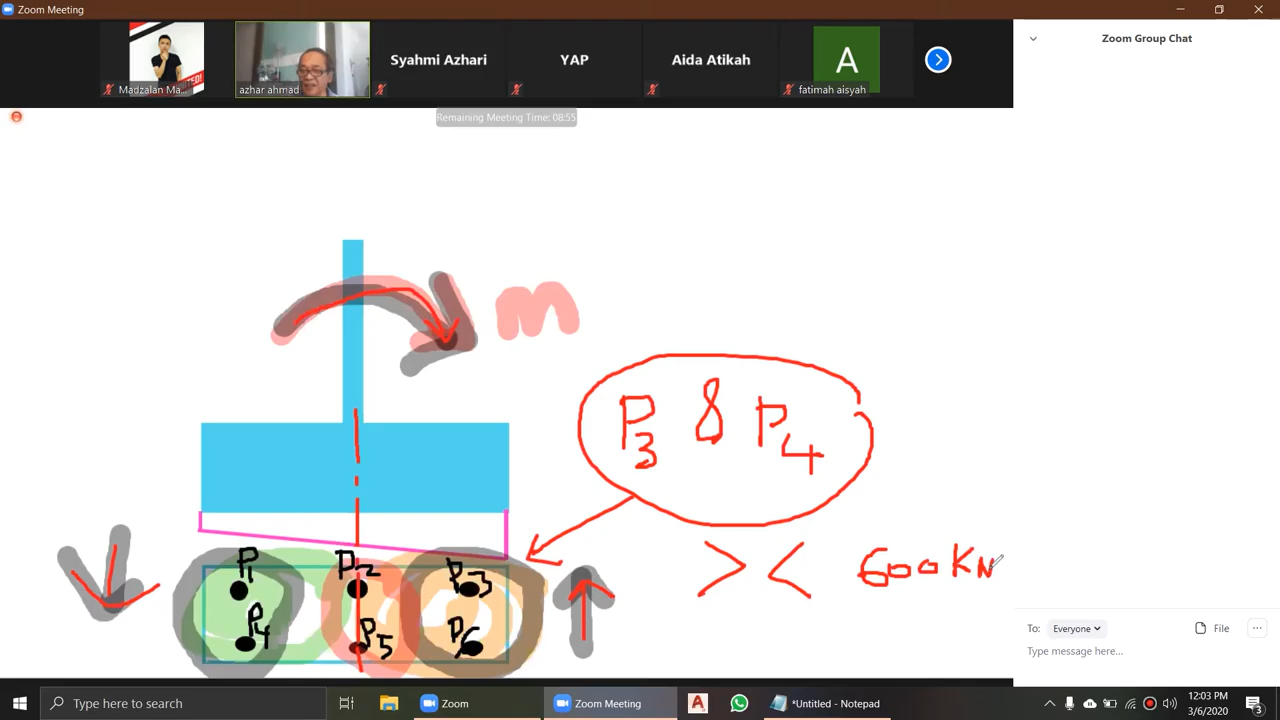 Zoom Meeting
Zoom Group Chat
Madzalan Ma...
azhar ahmad
Syahmi Azhari
YAP
Aida Atikah
A
fatimah aisyah
Remaining Meeting Time: 08:55
m
P3 & P4
> < 600KN
P1 P2 P3
P4 P5 P6
To: Everyone File
Type message here...
Type here to search
Zoom
Zoom Meeting
*Untitled - Notepad
12:03 PM
3/6/2020
3